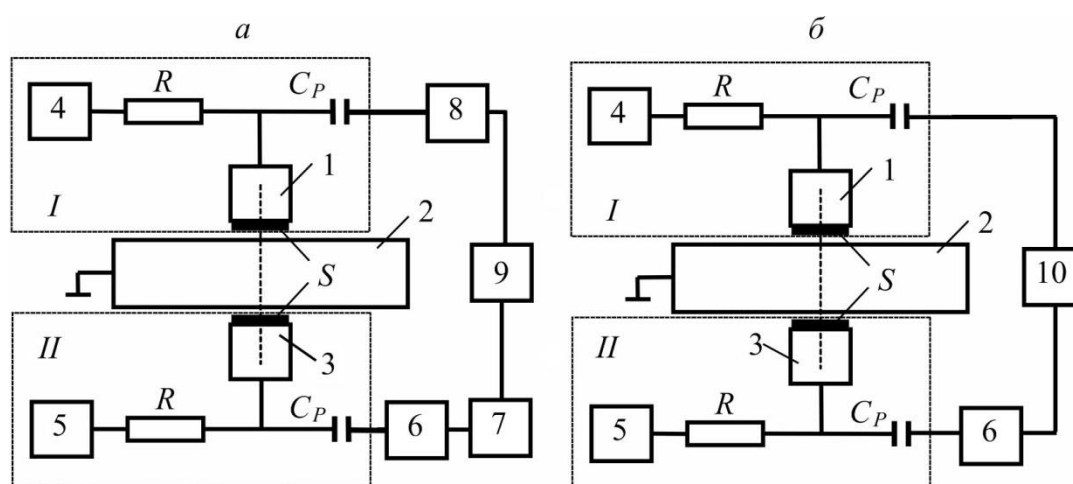 а б
R C_P R C_P
4 8 4
1 1
I 2 I 2
S 9 S 10
II 3 II 3
R C_P R C_P
5 6 7 5 6